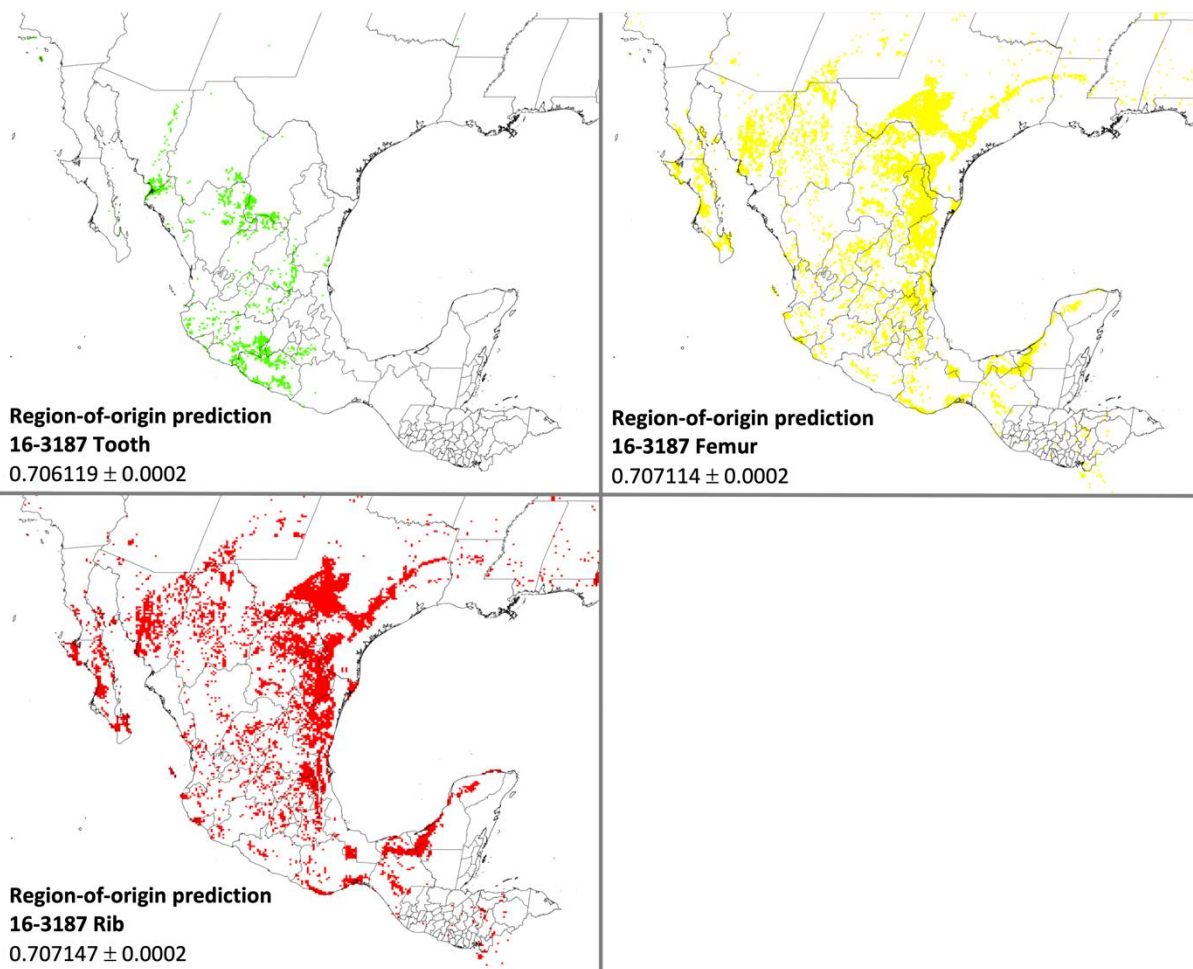 Region-of-origin prediction
16-3187 Tooth
0.706119 ± 0.0002
Region-of-origin prediction
16-3187 Femur
0.707114 ± 0.0002
Region-of-origin prediction
16-3187 Rib
0.707147 ± 0.0002